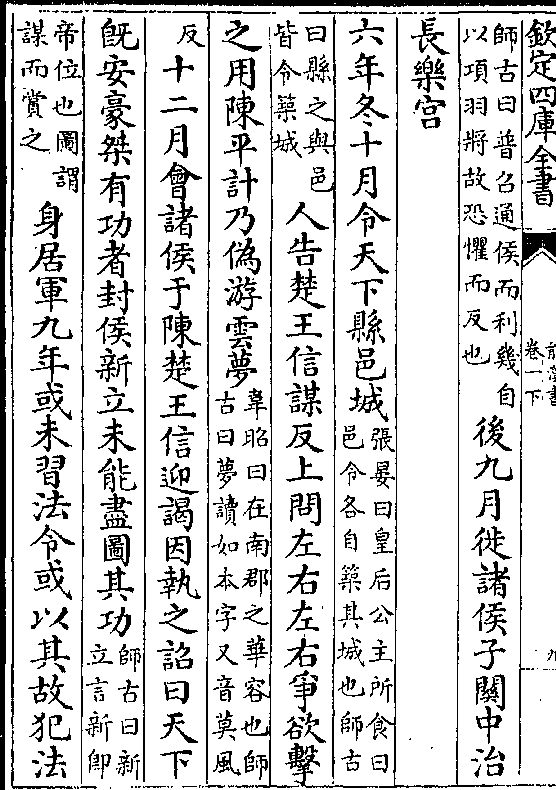 欽定四庫全書
前漢書
卷一下
九
師古曰普召通侯而利幾自
以項羽將故恐懼而反也
後九月徙諸侯子關中治
長樂宫
六年冬十月令天下縣邑城
張晏曰皇后公主所食曰
邑令各自築其城也師古
曰縣之與邑
皆令築城
人告楚王信謀反上問左右左右爭欲擊
之用陳平計乃偽游雲夢
韋昭曰在南郡之華容也師
古曰夢讀如本字又音莫風
反
十二月會諸侯于陳楚王信迎謁因執之詔曰天下
既安豪桀有功者封侯新立未能盡圖其功
師古曰新
立言新卽
帝位也圖謂
謀而賞之
身居軍九年或未習法令或以其故犯法